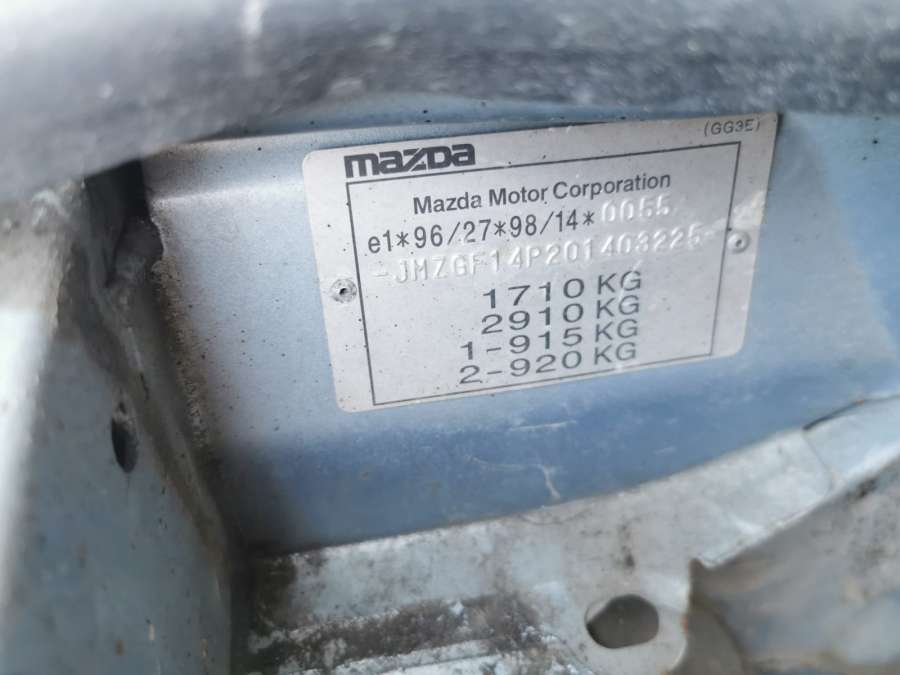 (GG3E)
mazda
Mazda Motor Corporation
e1*96/27*98/14*0055
-JMZGF14P201403225-
1710 KG
2910 KG
1-915 KG
2-920 KG